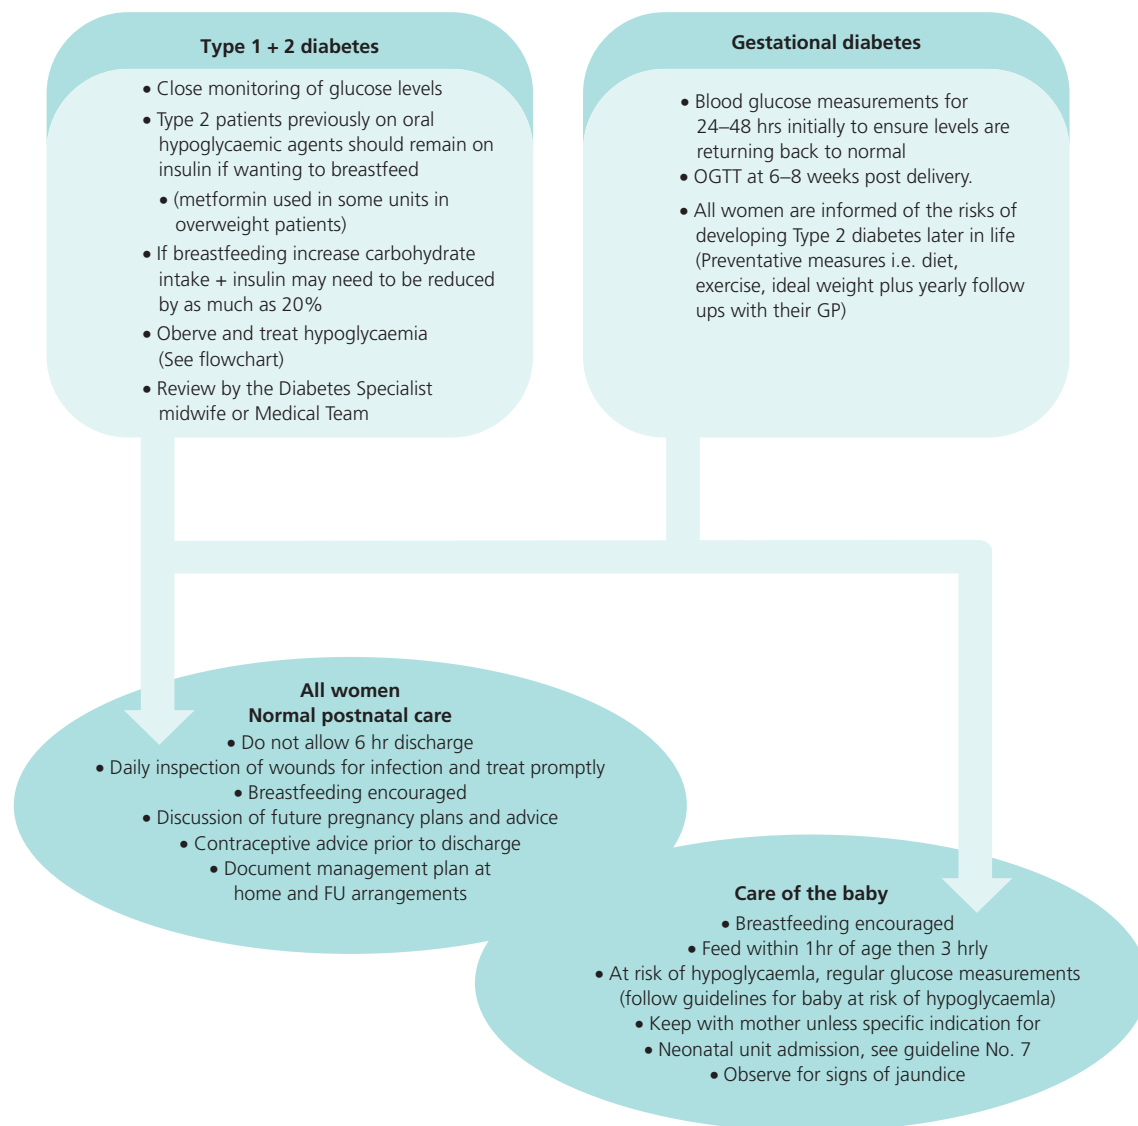 Type 1 + 2 diabetes
• Close monitoring of glucose levels
• Type 2 patients previously on oral
hypoglycaemic agents should remain on
insulin if wanting to breastfeed
• (metformin used in some units in
overweight patients)
• If breastfeeding increase carbohydrate
intake + insulin may need to be reduced
by as much as 20%
• Oberve and treat hypoglycaemia
(See flowchart)
• Review by the Diabetes Specialist
midwife or Medical Team
Gestational diabetes
• Blood glucose measurements for
24–48 hrs initially to ensure levels are
returning back to normal
• OGTT at 6–8 weeks post delivery.
• All women are informed of the risks of
developing Type 2 diabetes later in life
(Preventative measures i.e. diet,
exercise, ideal weight plus yearly follow
ups with their GP)
All women
Normal postnatal care
• Do not allow 6 hr discharge
• Daily inspection of wounds for infection and treat promptly
• Breastfeeding encouraged
• Discussion of future pregnancy plans and advice
• Contraceptive advice prior to discharge
• Document management plan at
home and FU arrangements
Care of the baby
• Breastfeeding encouraged
• Feed within 1hr of age then 3 hrly
• At risk of hypoglycaemla, regular glucose measurements
(follow guidelines for baby at risk of hypoglycaemla)
• Keep with mother unless specific indication for
• Neonatal unit admission, see guideline No. 7
• Observe for signs of jaundice